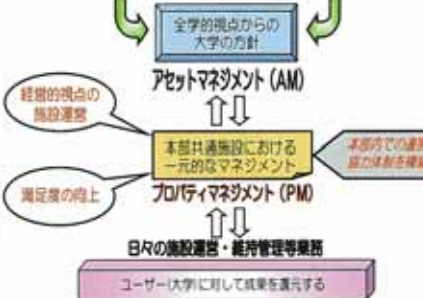 全学的視点からの
大学の方針
アセットマネジメント (AM)
経営的視点の
施設運営
本部共通施設における
一元的なマネジメント
本部内での連携
協力体制を構築
満足度の向上
プロパティマネジメント (PM)
日々の施設運営・維持管理等業務
ユーザー(大学)に対して成果を還元する